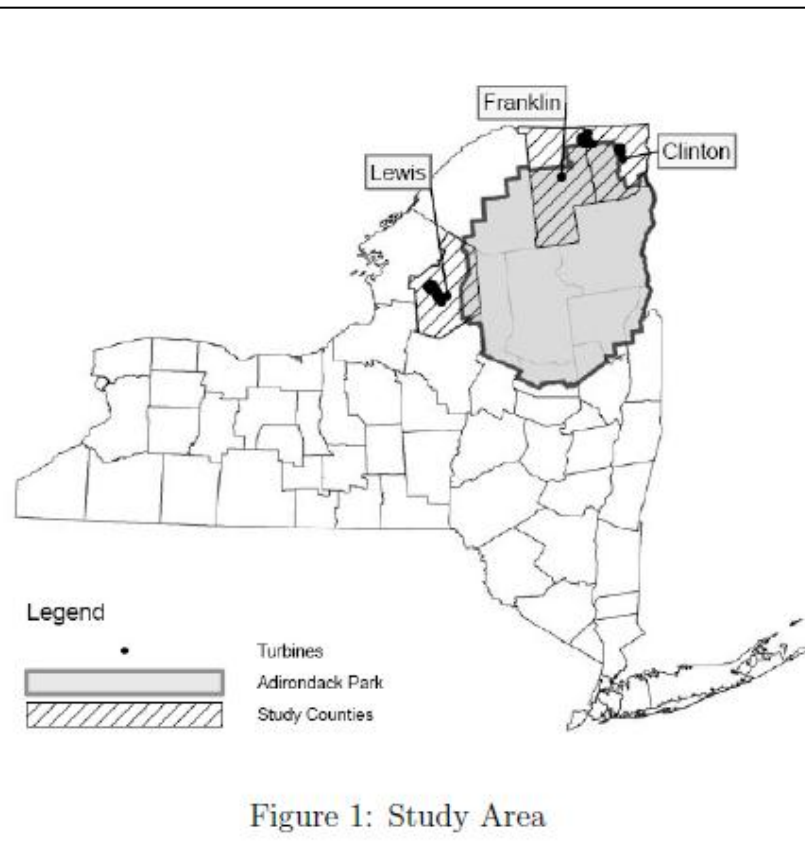 Franklin
Clinton
Lewis
Legend
Turbines
Adirondack Park
Study Counties
Figure 1: Study Area